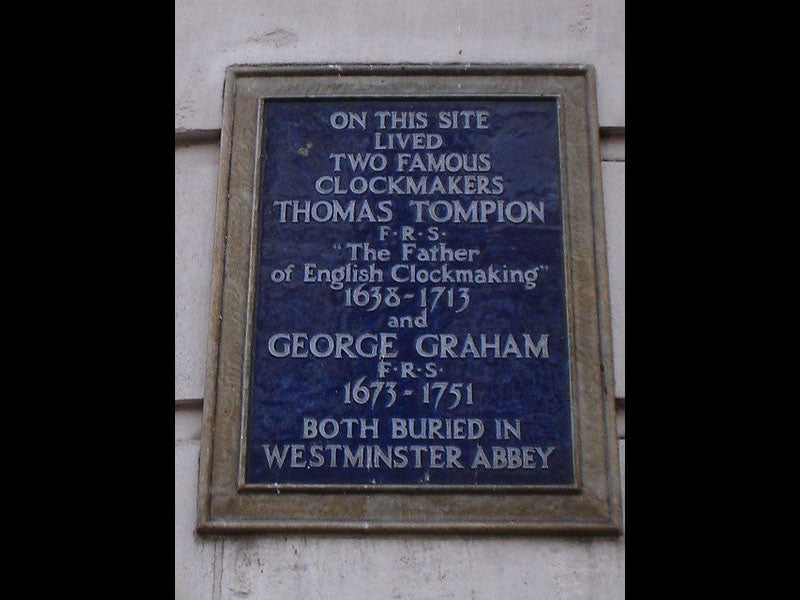 ON THIS SITE
LIVED
TWO FAMOUS
CLOCKMAKERS
THOMAS TOMPION
F·R·S·
"The Father
of English Clockmaking"
1638-1713
and
GEORGE GRAHAM
F·R·S·
1673-1751
BOTH BURIED IN
WESTMINSTER ABBEY